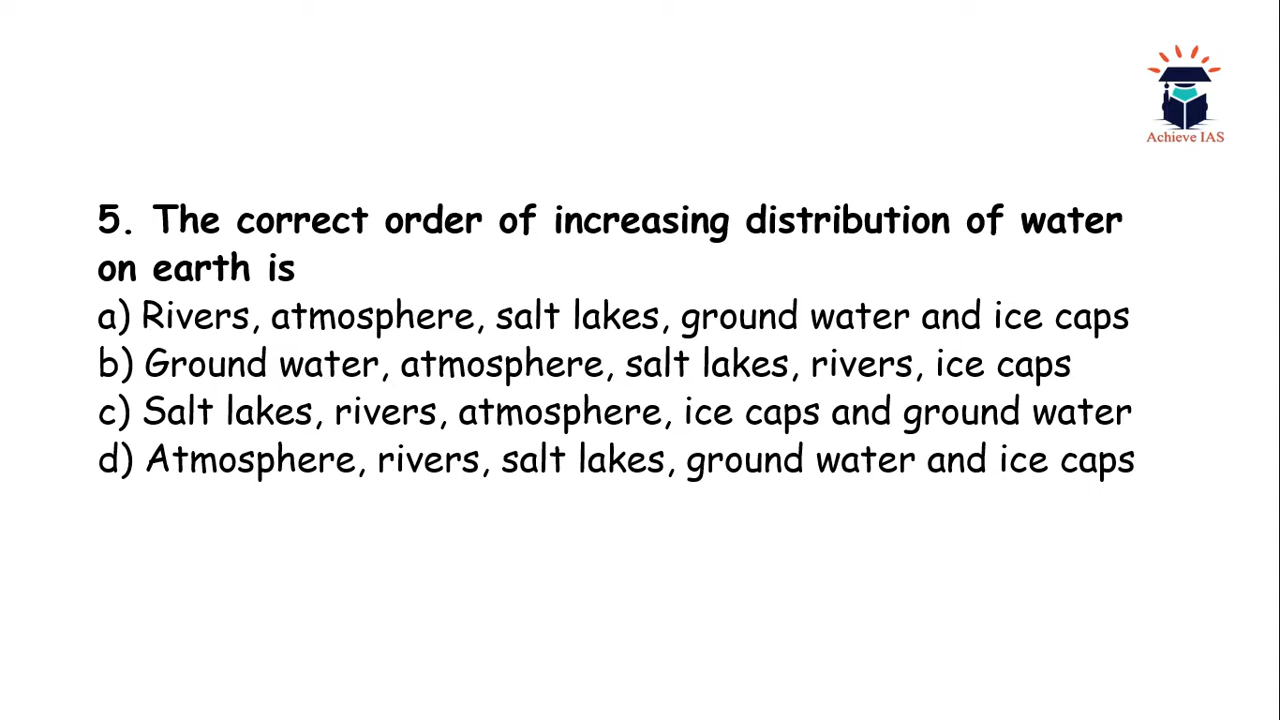 Achieve IAS
5. The correct order of increasing distribution of water
on earth is
a) Rivers, atmosphere, salt lakes, ground water and ice caps
b) Ground water, atmosphere, salt lakes, rivers, ice caps
c) Salt lakes, rivers, atmosphere, ice caps and ground water
d) Atmosphere, rivers, salt lakes, ground water and ice caps